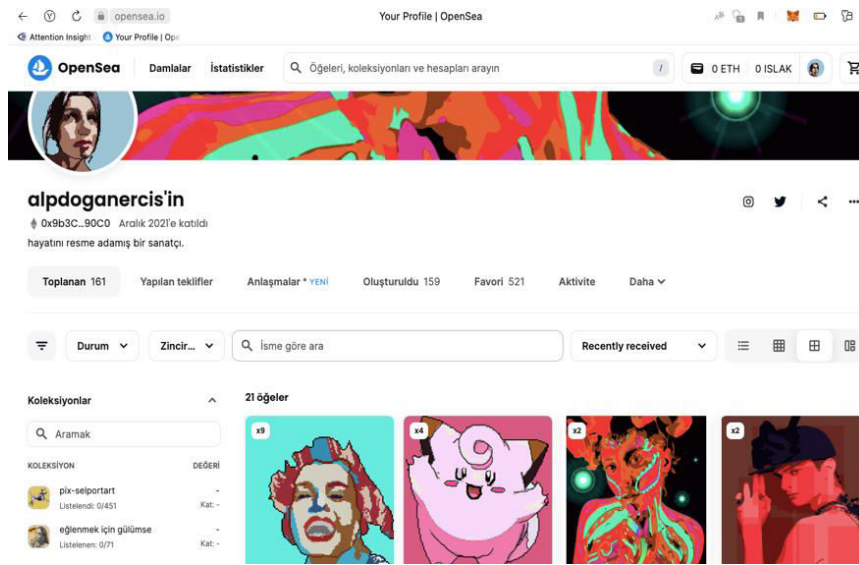 opensea.io
Your Profile | OpenSea
Attention Insight
Your Profile | Ope
OpenSea
Damlalar
İstatistikler
Öğeleri, koleksiyonları ve hesapları arayın
/
0 ETH
0 ISLAK
alpdoganercis'in
0x9b3C...90C0 Aralık 2021'e katıldı
hayatını resme adamış bir sanatçı.
Toplanan 161
Yapılan teklifler
Anlaşmalar * YENİ
Oluşturuldu 159
Favori 521
Aktivite
Daha
Durum
Zincir...
İsme göre ara
Recently received
Koleksiyonlar
21 öğeler
Aramak
KOLEKSİYON
DEĞERİ
pix-selportart
-
Listelendi: 0/451
Kat: -
eğlenmek için gülümse
-
Listelenen: 0/71
Kat: -
x9
x4
x2
x2